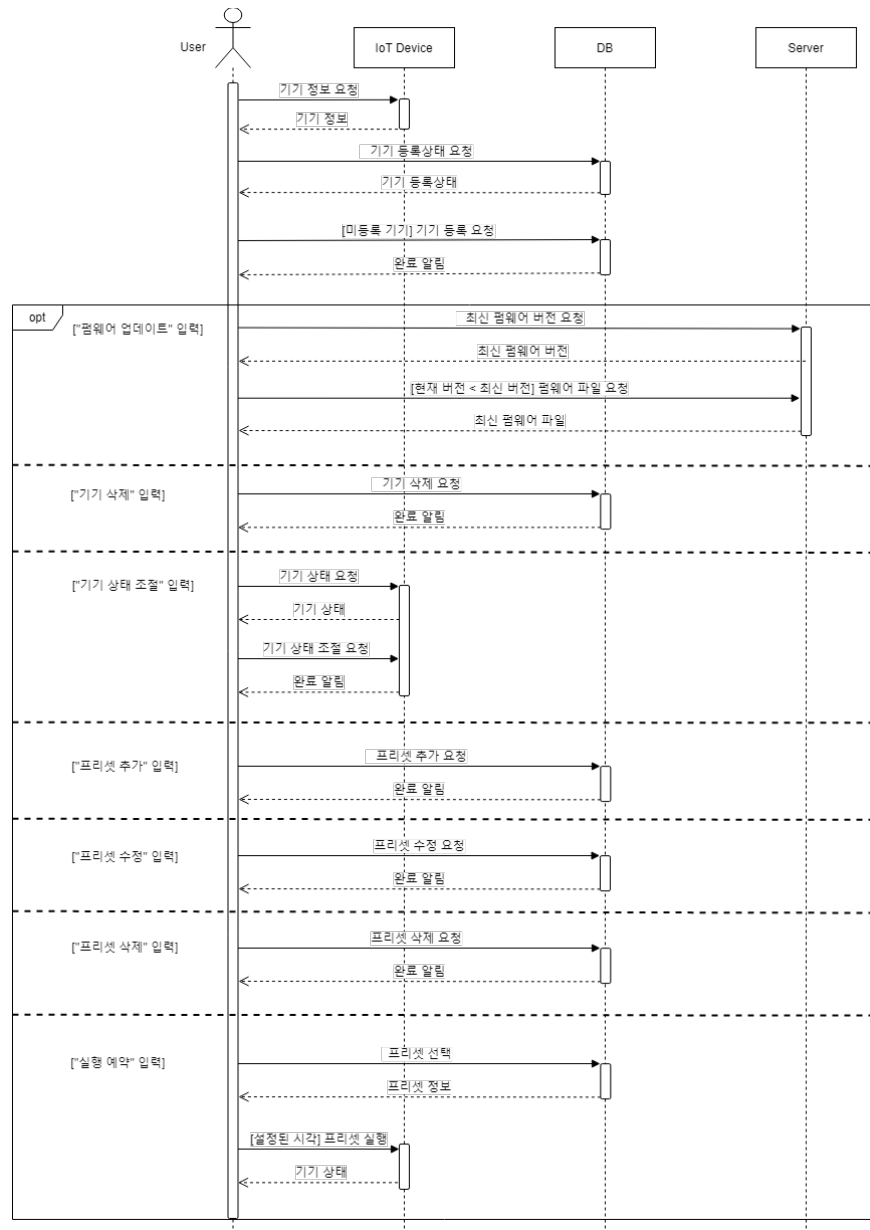 User
IoT Device
DB
Server
기기 정보 요청
기기 정보
기기 등록상태 요청
기기 등록상태
[미등록 기기] 기기 등록 요청
완료 알림
opt
["펌웨어 업데이트" 입력]
최신 펌웨어 버전 요청
최신 펌웨어 버전
[현재 버전 < 최신 버전] 펌웨어 파일 요청
최신 펌웨어 파일
["기기 삭제" 입력]
기기 삭제 요청
완료 알림
["기기 상태 조절" 입력]
기기 상태 요청
기기 상태
기기 상태 조절 요청
완료 알림
["프리셋 추가" 입력]
프리셋 추가 요청
완료 알림
["프리셋 수정" 입력]
프리셋 수정 요청
완료 알림
["프리셋 삭제" 입력]
프리셋 삭제 요청
완료 알림
["실행 예약" 입력]
프리셋 선택
프리셋 정보
[설정된 시각] 프리셋 실행
기기 상태